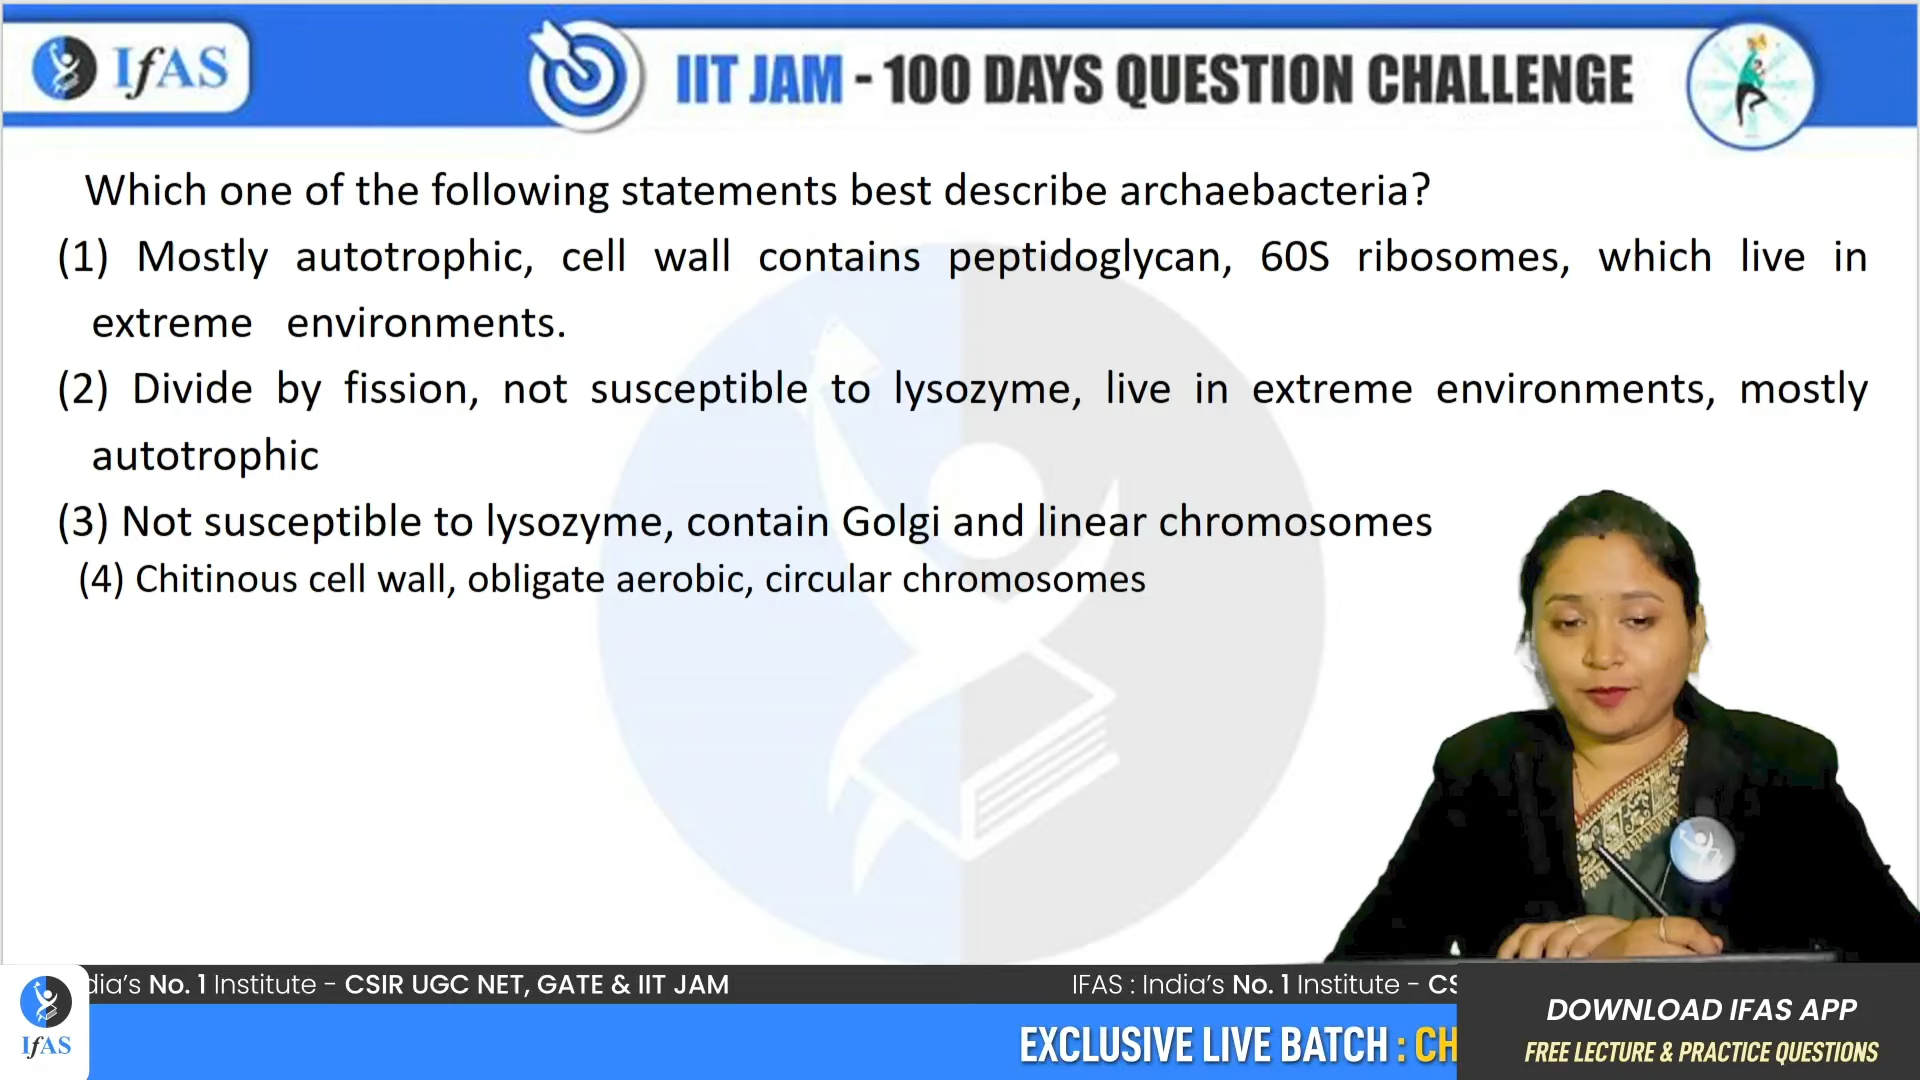 IfAS
IIT JAM - 100 DAYS QUESTION CHALLENGE
Which one of the following statements best describe archaebacteria?
(1) Mostly autotrophic, cell wall contains peptidoglycan, 60S ribosomes, which live in
extreme environments.
(2) Divide by fission, not susceptible to lysozyme, live in extreme environments, mostly
autotrophic
(3) Not susceptible to lysozyme, contain Golgi and linear chromosomes
(4) Chitinous cell wall, obligate aerobic, circular chromosomes
dia's No. 1 Institute - CSIR UGC NET, GATE & IIT JAM
IFAS : India's No. 1 Institute - CS
IfAS
EXCLUSIVE LIVE BATCH : CH
DOWNLOAD IFAS APP
FREE LECTURE & PRACTICE QUESTIONS